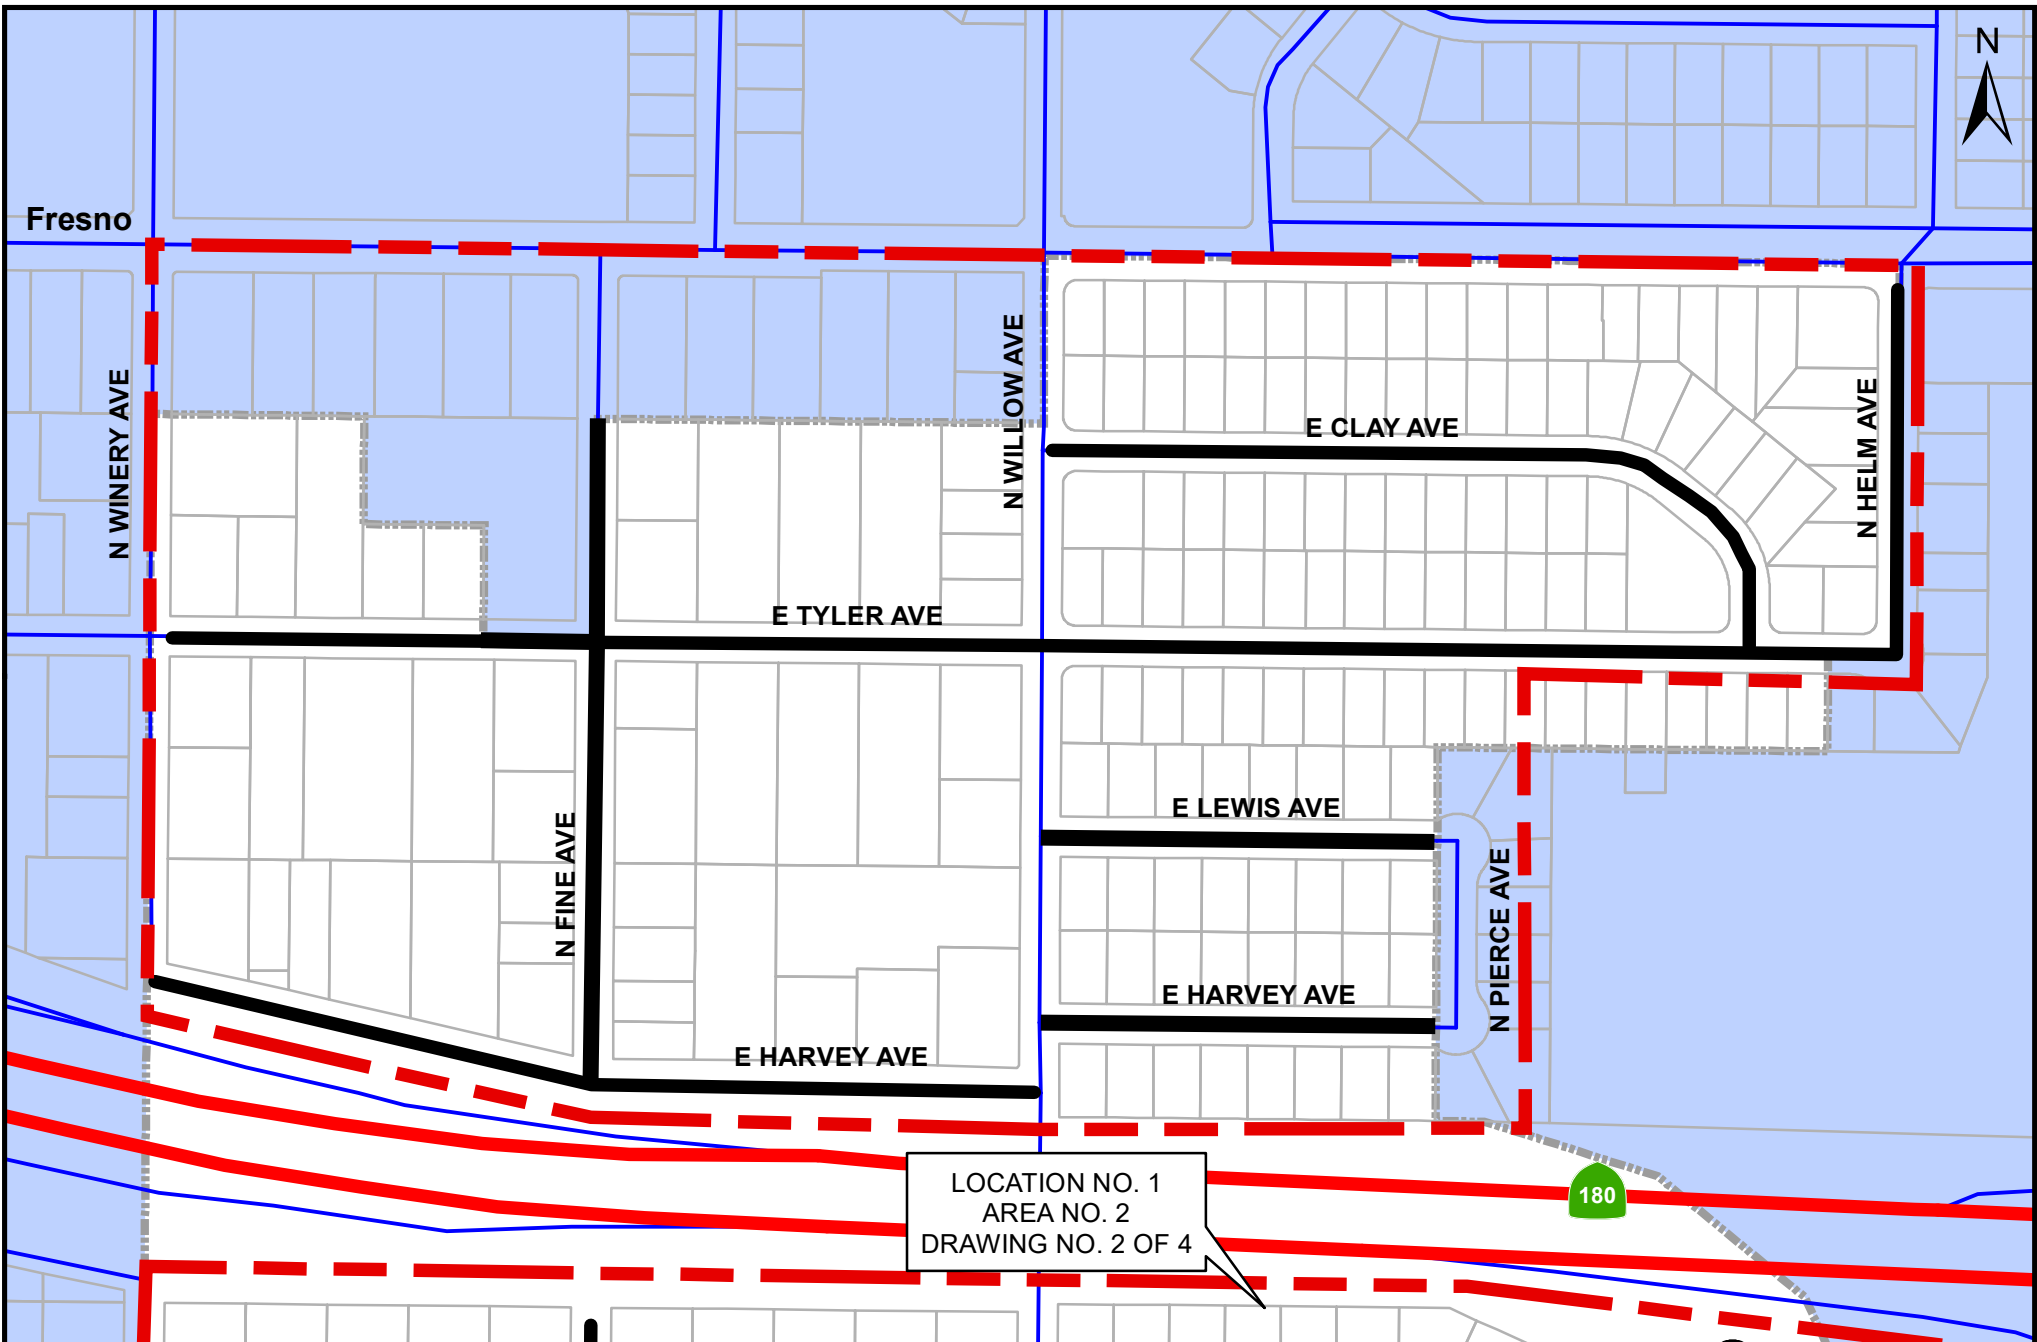 N
Fresno
N WINERY AVE
N WILLOW AVE
E CLAY AVE
N HELM AVE
E TYLER AVE
N FINE AVE
E LEWIS AVE
N PIERCE AVE
E HARVEY AVE
E HARVEY AVE
LOCATION NO. 1
AREA NO. 2
DRAWING NO. 2 OF 4
180